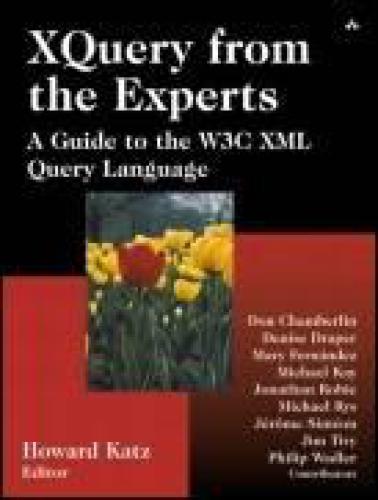 XQuery from
the Experts
A Guide to the W3C XML
Query Language
Don Chamberlin
Denise Draper
Mary Fernández
Michael Kay
Jonathan Robie
Michael Rys
Jérôme Siméon
Jim Tivy
Philip Wadler
Contributors
Howard Katz
Editor